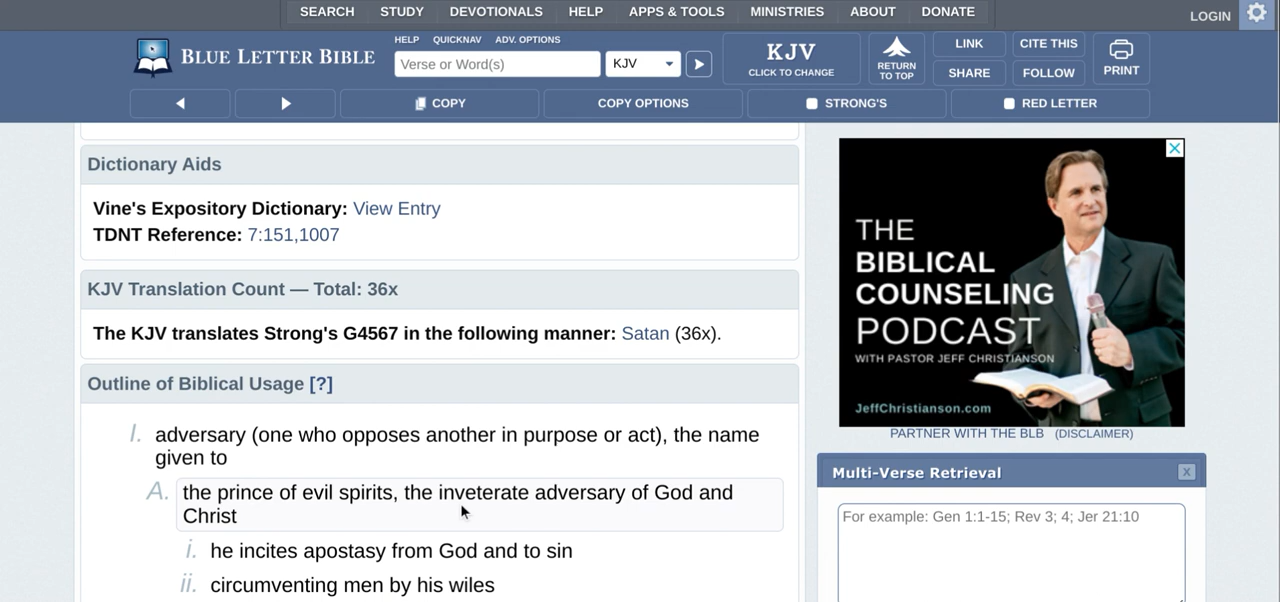 SEARCH STUDY DEVOTIONALS HELP APPS & TOOLS MINISTRIES ABOUT DONATE
LOGIN
BLUE LETTER BIBLE
HELP QUICKNAV ADV. OPTIONS
Verse or Word(s)
KJV
KJV
CLICK TO CHANGE
RETURN
TO TOP
LINK
CITE THIS
SHARE
FOLLOW
PRINT
COPY
COPY OPTIONS
STRONG'S
RED LETTER
Dictionary Aids
Vine's Expository Dictionary: View Entry
TDNT Reference: 7:151,1007
KJV Translation Count — Total: 36x
The KJV translates Strong's G4567 in the following manner: Satan (36x).
Outline of Biblical Usage [?]
I. adversary (one who opposes another in purpose or act), the name
given to
A. the prince of evil spirits, the inveterate adversary of God and
Christ
i. he incites apostasy from God and to sin
ii. circumventing men by his wiles
THE
BIBLICAL
COUNSELING
PODCAST
WITH PASTOR JEFF CHRISTIANSON
JeffChristianson.com
PARTNER WITH THE BLB (DISCLAIMER)
Multi-Verse Retrieval x
For example: Gen 1:1-15; Rev 3; 4; Jer 21:10